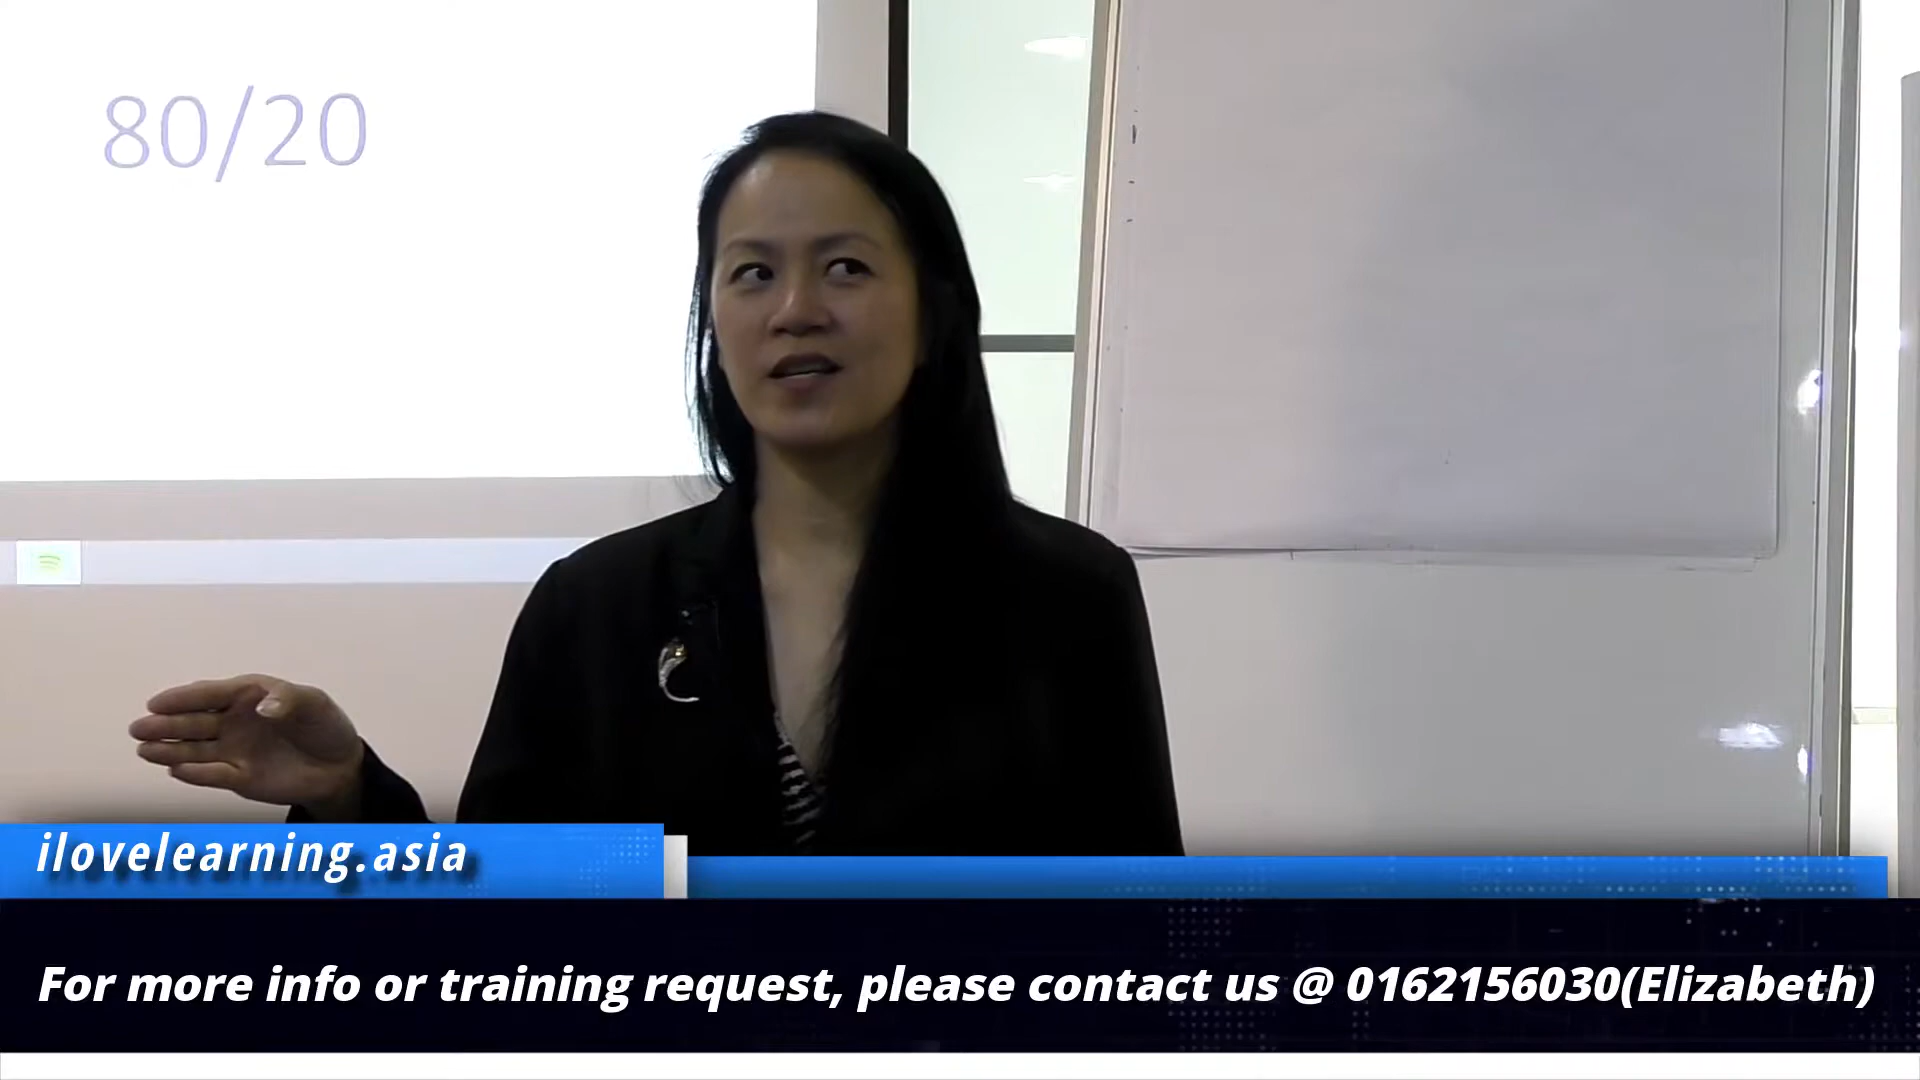 80/20
ilovelearning.asia
For more info or training request, please contact us @ 0162156030(Elizabeth)